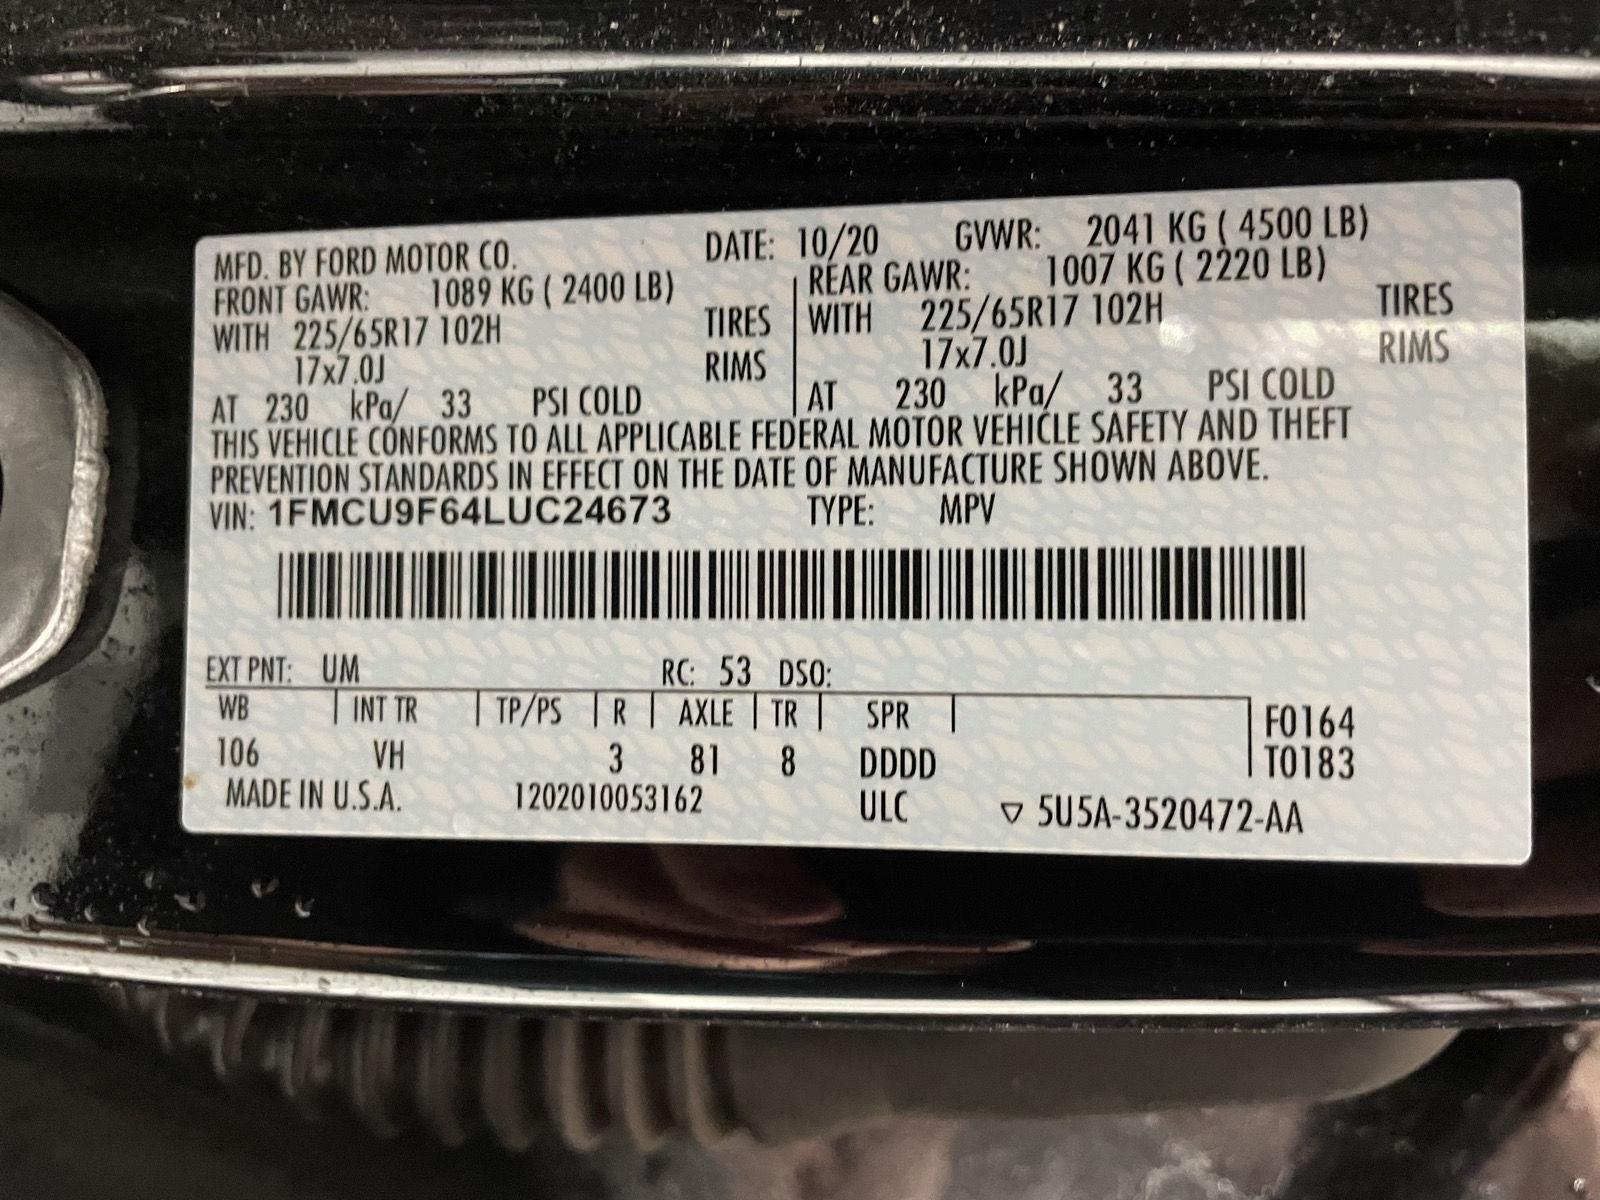 MFD. BY FORD MOTOR CO. DATE: 10/20 GVWR: 2041 KG ( 4500 LB)
FRONT GAWR: 1089 KG ( 2400 LB) REAR GAWR: 1007 KG ( 2220 LB)
WITH 225/65R17 102H TIRES WITH 225/65R17 102H TIRES
17x7.0J RIMS 17x7.0J RIMS
AT 230 kPa/ 33 PSI COLD AT 230 kPa/ 33 PSI COLD
THIS VEHICLE CONFORMS TO ALL APPLICABLE FEDERAL MOTOR VEHICLE SAFETY AND THEFT
PREVENTION STANDARDS IN EFFECT ON THE DATE OF MANUFACTURE SHOWN ABOVE.
VIN: 1FMCU9F64LUC24673 TYPE: MPV
EXT PNT: UM RC: 53 DSO:
WB | INT TR | TP/PS | R | AXLE | TR | SPR | F0164
106 VH 3 81 8 DDDD T0183
MADE IN U.S.A. 1202010053162 ULC ▽ 5U5A-3520472-AA